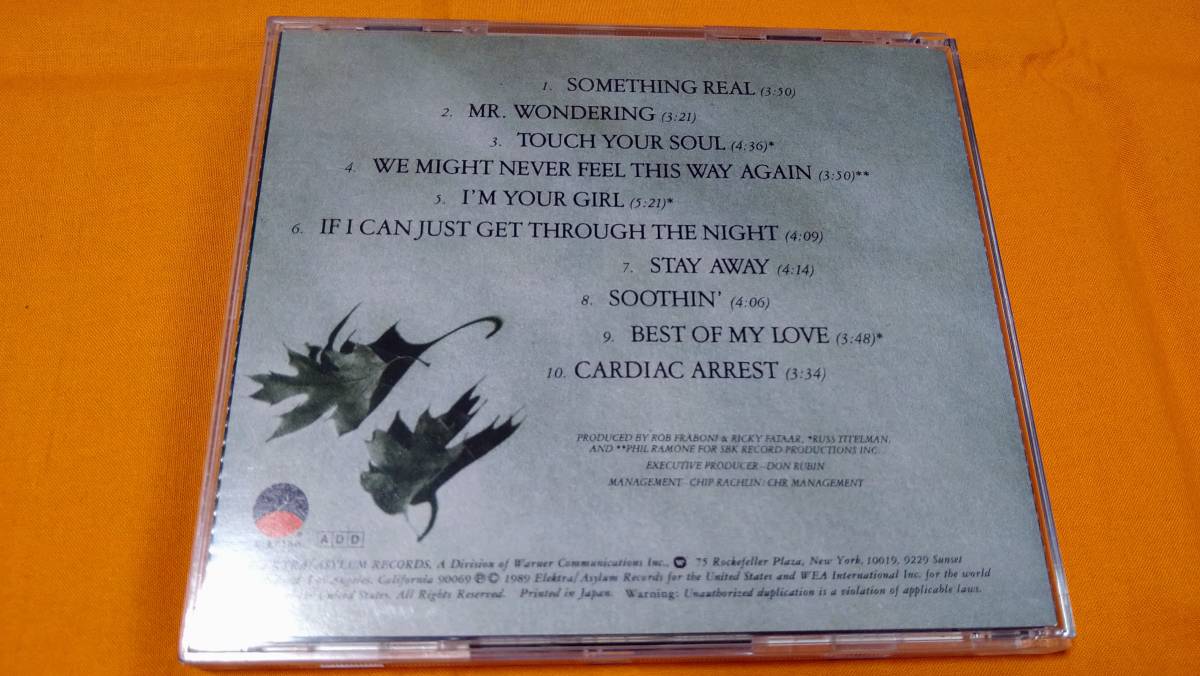 1. SOMETHING REAL (3:50)
2. MR. WONDERING (3:21)
3. TOUCH YOUR SOUL (4:36)*
4. WE MIGHT NEVER FEEL THIS WAY AGAIN (3:50)**
5. I'M YOUR GIRL (5:21)*
6. IF I CAN JUST GET THROUGH THE NIGHT (4:09)
7. STAY AWAY (4:14)
8. SOOTHIN' (4:06)
9. BEST OF MY LOVE (3:48)*
10. CARDIAC ARREST (3:34)
PRODUCED BY ROB FRABONI & RICKY FATAAR, *RUSS TITELMAN,
AND **PHIL RAMONE FOR SBK RECORD PRODUCTIONS INC.
EXECUTIVE PRODUCER–DON RUBIN
MANAGEMENT–CHIP RACHLIN/CHR MANAGEMENT
ADD
ASYLUM RECORDS, A Division of Warner Communications Inc., 75 Rockefeller Plaza, New York, 10019, 9229 Sunset
Los Angeles, California 90069 ℗© 1989 Elektra/Asylum Records for the United States and WEA International Inc. for the world
United States. All Rights Reserved. Printed in Japan. Warning: Unauthorized duplication is a violation of applicable laws.